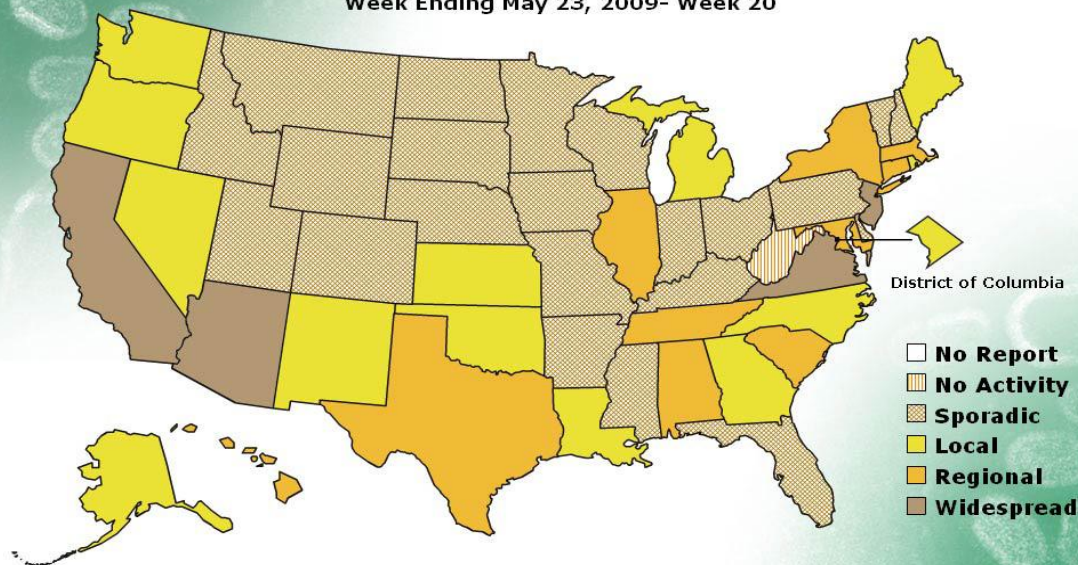 Week Ending May 23, 2009- Week 20
District of Columbia
No Report
No Activity
Sporadic
Local
Regional
Widespread